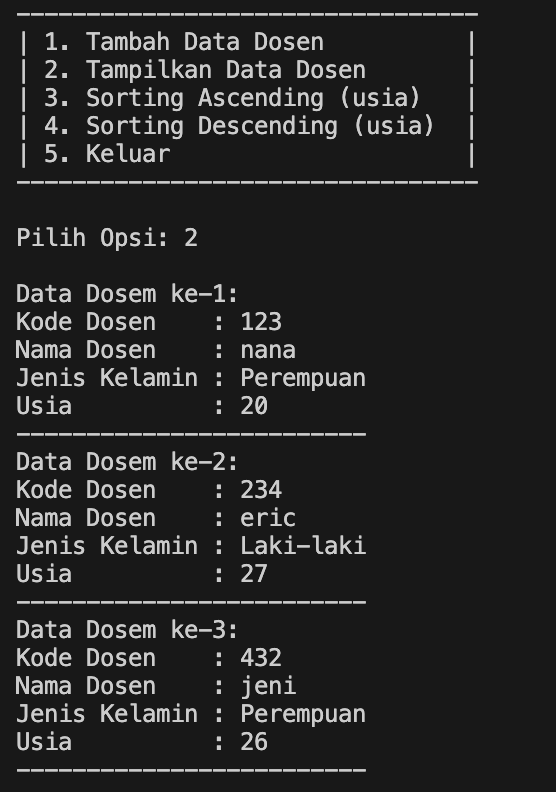 -----------------------------------
| 1. Tambah Data Dosen            |
| 2. Tampilkan Data Dosen         |
| 3. Sorting Ascending (usia)     |
| 4. Sorting Descending (usia)    |
| 5. Keluar                       |
-----------------------------------
Pilih Opsi: 2
Data Dosem ke-1:
Kode Dosen    : 123
Nama Dosen    : nana
Jenis Kelamin : Perempuan
Usia          : 20
-------------------------
Data Dosem ke-2:
Kode Dosen    : 234
Nama Dosen    : eric
Jenis Kelamin : Laki-laki
Usia          : 27
-------------------------
Data Dosem ke-3:
Kode Dosen    : 432
Nama Dosen    : jeni
Jenis Kelamin : Perempuan
Usia          : 26
-------------------------